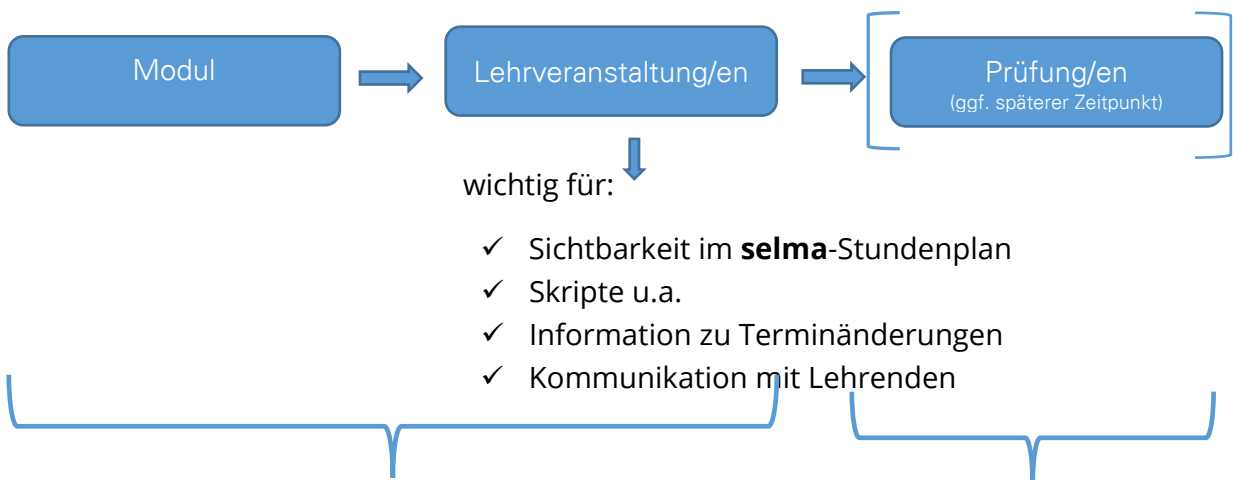 Modul
Lehrveranstaltung/en
Prüfung/en
(ggf. späterer Zeitpunkt)
wichtig für:
✓ Sichtbarkeit im selma-Stundenplan
✓ Skripte u.a.
✓ Information zu Terminänderungen
✓ Kommunikation mit Lehrenden